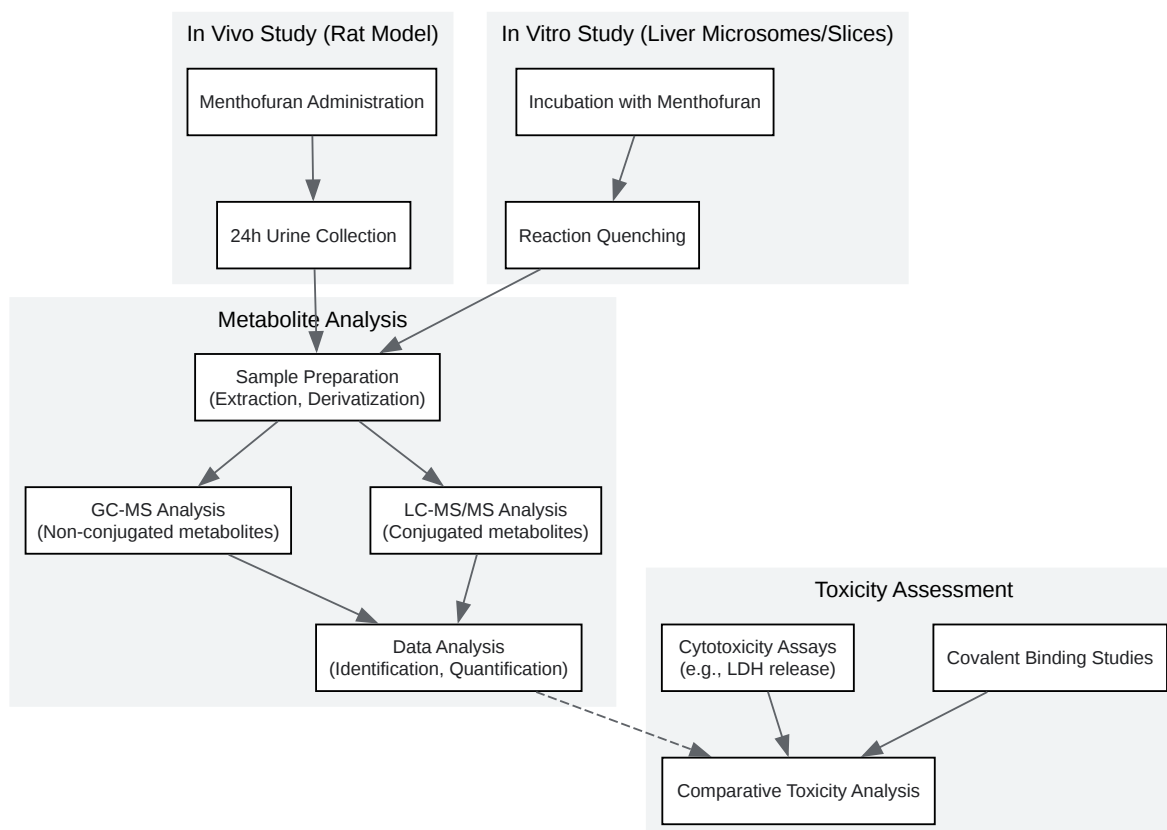 In Vivo Study (Rat Model)
In Vitro Study (Liver Microsomes/Slices)
Menthofuran Administration
Incubation with Menthofuran
24h Urine Collection
Reaction Quenching
Metabolite Analysis
Sample Preparation
(Extraction, Derivatization)
GC-MS Analysis
(Non-conjugated metabolites)
LC-MS/MS Analysis
(Conjugated metabolites)
Data Analysis
(Identification, Quantification)
Toxicity Assessment
Cytotoxicity Assays
(e.g., LDH release)
Covalent Binding Studies
Comparative Toxicity Analysis